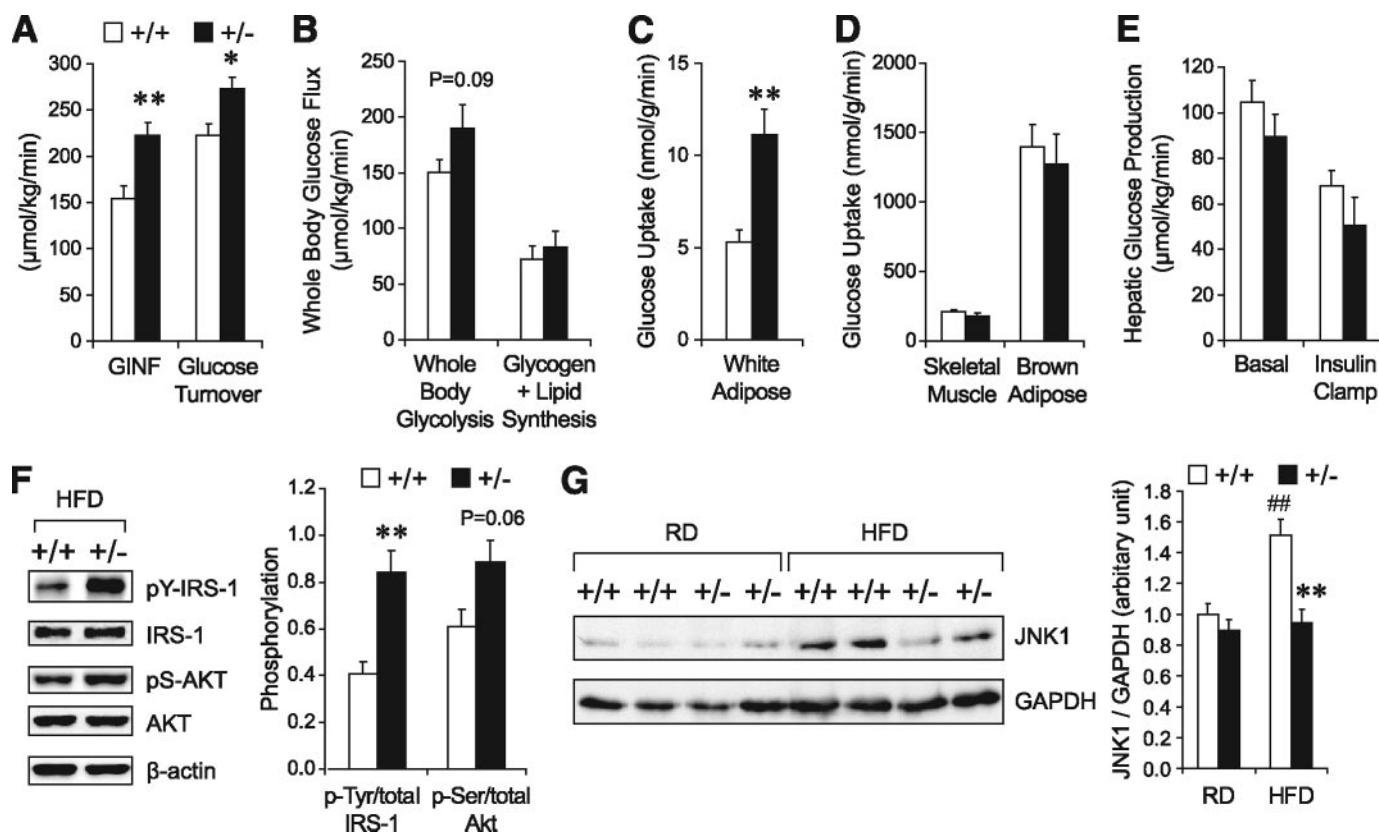 A
+/+ +/-
(µmol/kg/min)
300
250
200
150
100
50
0
**
*
GINF
Glucose
Turnover
B
Whole Body Glucose Flux
(µmol/kg/min)
250
200
150
100
50
0
P=0.09
Whole
Body
Glycolysis
Glycogen
+ Lipid
Synthesis
C
Glucose Uptake (nmol/g/min)
15
10
5
0
**
White
Adipose
D
Glucose Uptake (nmol/g/min)
2000
1500
1000
500
0
Skeletal
Muscle
Brown
Adipose
E
Hepatic Glucose Production
(µmol/kg/min)
120
100
80
60
40
20
0
Basal
Insulin
Clamp
F
HFD
+/+ +/-
pY-IRS-1
IRS-1
pS-AKT
AKT
β-actin
+/+ +/-
Phosphorylation
1.2
1.0
0.8
0.6
0.4
0.2
0.0
**
P=0.06
p-Tyr/total
IRS-1
p-Ser/total
Akt
G
RD HFD
+/+ +/+ +/- +/- +/+ +/+ +/- +/-
JNK1
GAPDH
+/+ +/-
JNK1 / GAPDH (arbitary unit)
1.8
1.6
1.4
1.2
1.0
0.8
0.6
0.4
0.2
0.0
##
**
RD HFD